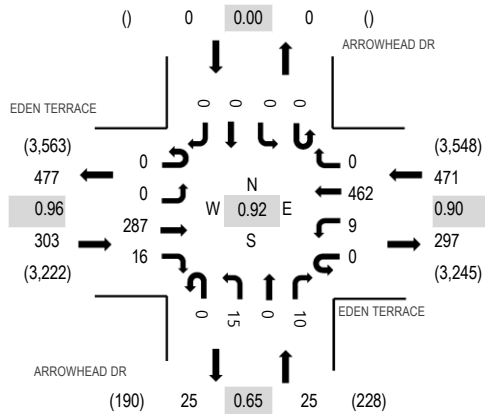 () 0 0.00 0 ()
ARROWHEAD DR
EDEN TERRACE
0 0 0 0
(3,563) 0 0 (3,548)
477 0 N 462 471
0.96 W 0.92 E 0.90
303 287 S 9 297
(3,222) 16 0 (3,245)
0 15 0 10
EDEN TERRACE
ARROWHEAD DR
(190) 25 0.65 25 (228)